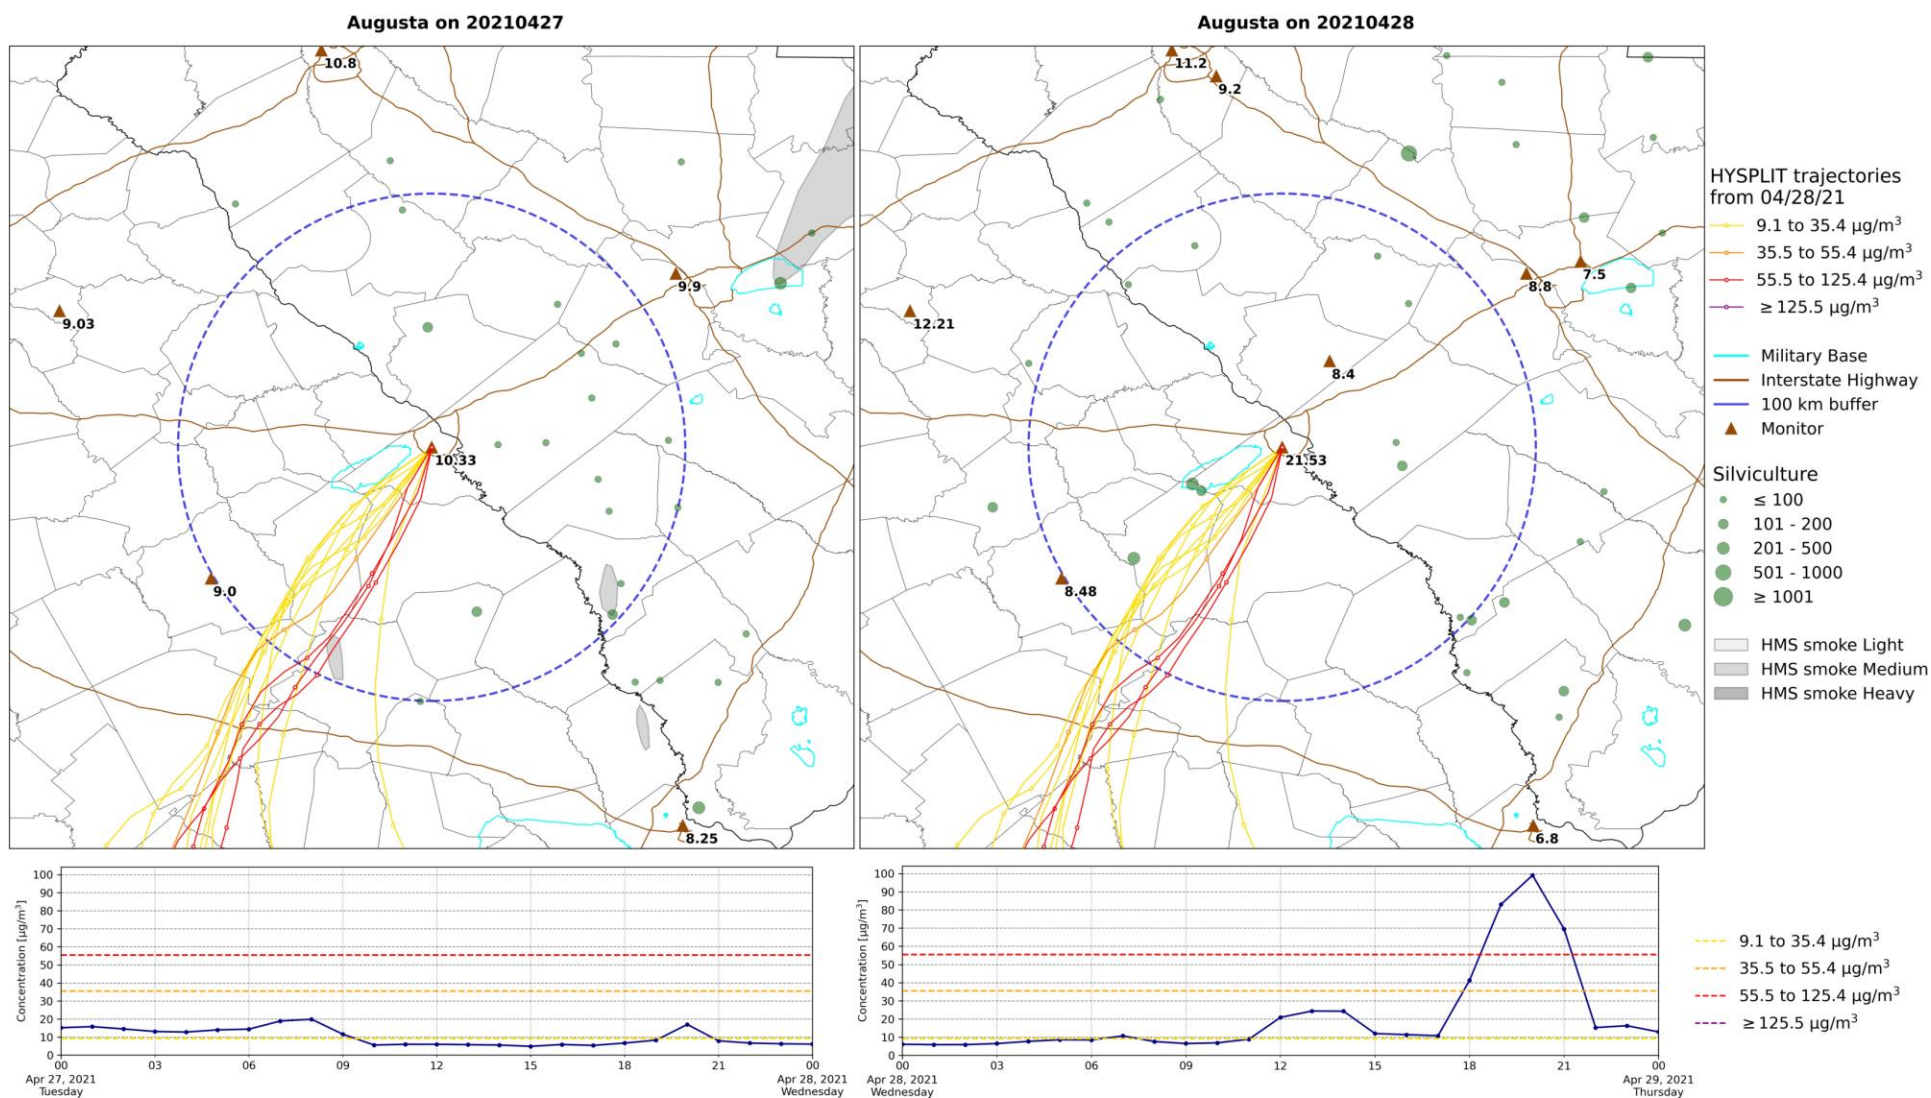 Augusta on 20210427
10.8
9.03
9.9
10.33
9.0
8.25
Augusta on 20210428
11.2
9.2
7.5
8.8
12.21
8.4
21.53
8.48
6.8
HYSPLIT trajectories
from 04/28/21
9.1 to 35.4 µg/m³
35.5 to 55.4 µg/m³
55.5 to 125.4 µg/m³
≥ 125.5 µg/m³
Military Base
Interstate Highway
100 km buffer
Monitor
Silviculture
≤ 100
101 - 200
201 - 500
501 - 1000
≥ 1001
HMS smoke Light
HMS smoke Medium
HMS smoke Heavy
Concentration [µg/m³]
100
90
80
70
60
50
40
30
20
10
0
00 03 06 09 12 15 18 21 00
Apr 27, 2021 Apr 28, 2021
Tuesday Wednesday
Concentration [µg/m³]
100
90
80
70
60
50
40
30
20
10
0
00 03 06 09 12 15 18 21 00
Apr 28, 2021 Apr 29, 2021
Wednesday Thursday
9.1 to 35.4 µg/m³
35.5 to 55.4 µg/m³
55.5 to 125.4 µg/m³
≥ 125.5 µg/m³